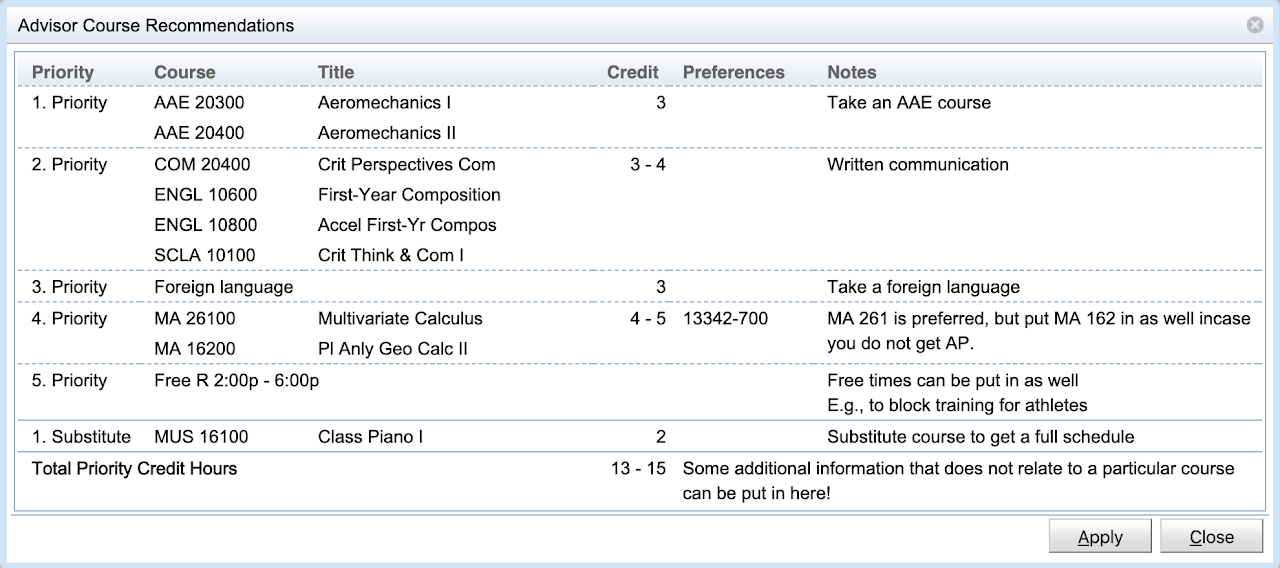 Advisor Course Recommendations
Priority Course Title Credit Preferences Notes
1. Priority AAE 20300 Aeromechanics I 3 Take an AAE course
AAE 20400 Aeromechanics II
2. Priority COM 20400 Crit Perspectives Com 3 - 4 Written communication
ENGL 10600 First-Year Composition
ENGL 10800 Accel First-Yr Compos
SCLA 10100 Crit Think & Com I
3. Priority Foreign language 3 Take a foreign language
4. Priority MA 26100 Multivariate Calculus 4 - 5 13342-700 MA 261 is preferred, but put MA 162 in as well incase
MA 16200 Pl Anly Geo Calc II you do not get AP.
5. Priority Free R 2:00p - 6:00p Free times can be put in as well
E.g., to block training for athletes
1. Substitute MUS 16100 Class Piano I 2 Substitute course to get a full schedule
Total Priority Credit Hours 13 - 15 Some additional information that does not relate to a particular course
can be put in here!
Apply Close